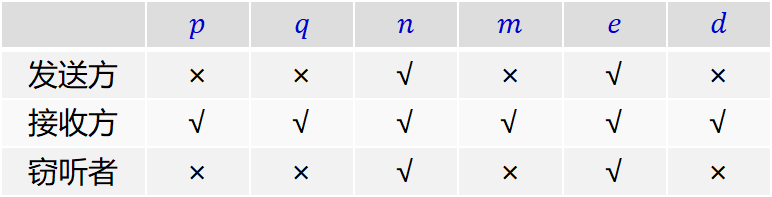 p q n m e d
发送方 × × √ × √ ×
接收方 √ √ √ √ √ √
窃听者 × × √ × √ ×